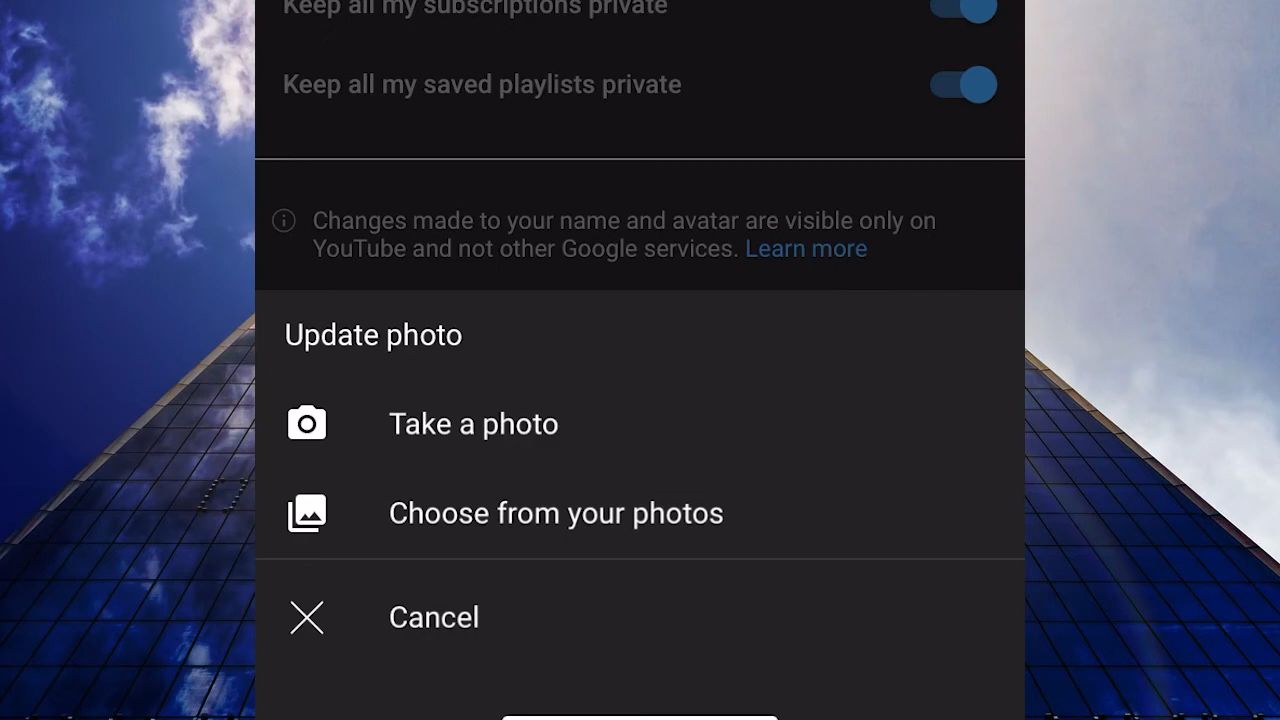 Keep all my subscriptions private
Keep all my saved playlists private
Changes made to your name and avatar are visible only on
YouTube and not other Google services. Learn more
Update photo
Take a photo
Choose from your photos
Cancel